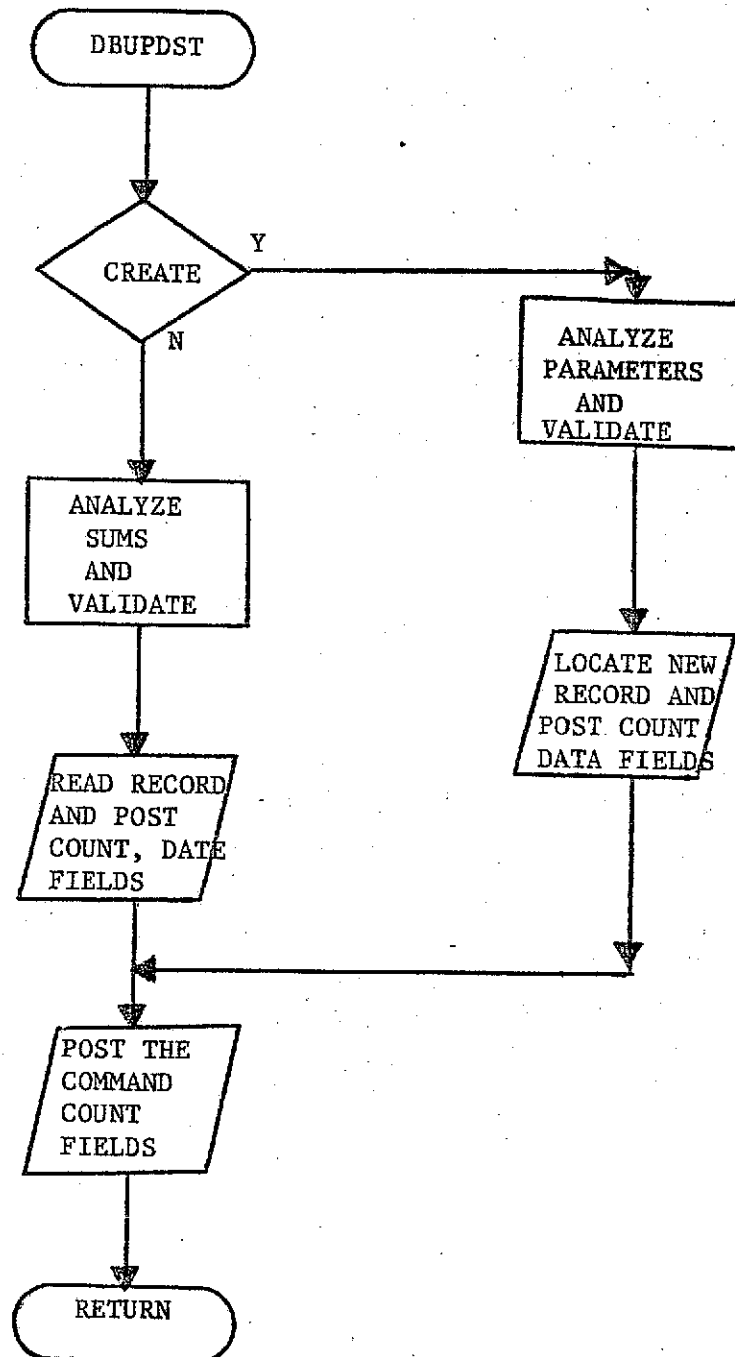 DBUPDST
CREATE
Y
N
ANALYZE
PARAMETERS
AND
VALIDATE
ANALYZE
SUMS
AND
VALIDATE
LOCATE NEW
RECORD AND
POST COUNT
DATA FIELDS
READ RECORD
AND POST
COUNT, DATE
FIELDS
POST THE
COMMAND
COUNT
FIELDS
RETURN